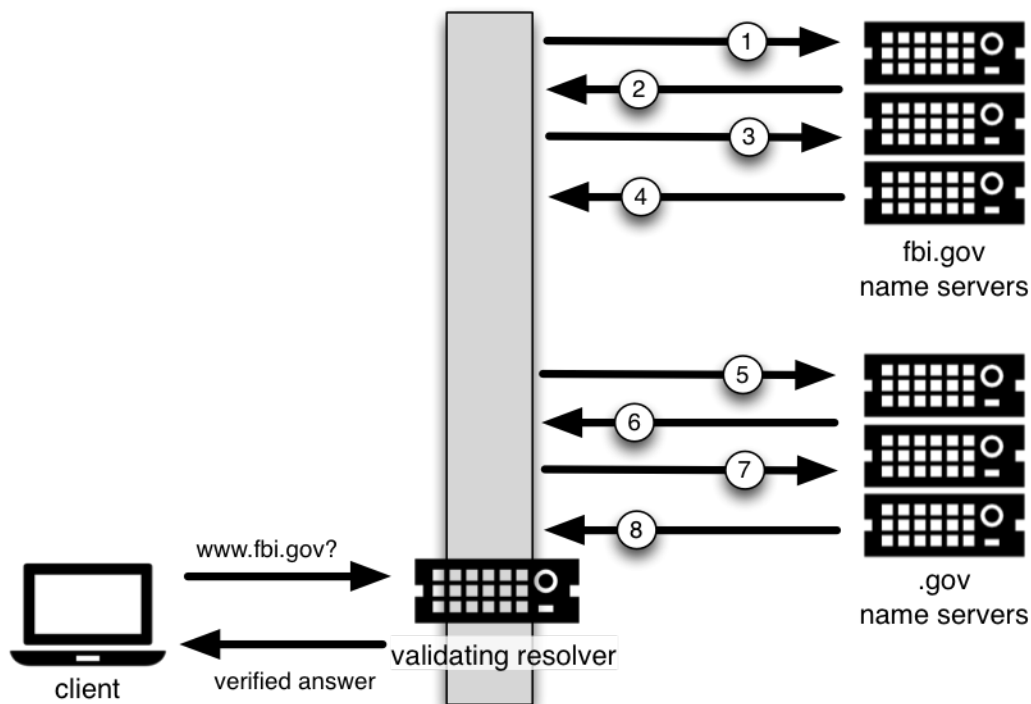 1
2
3
4
fbi.gov
name servers
5
6
7
8
.gov
name servers
www.fbi.gov?
validating resolver
verified answer
client